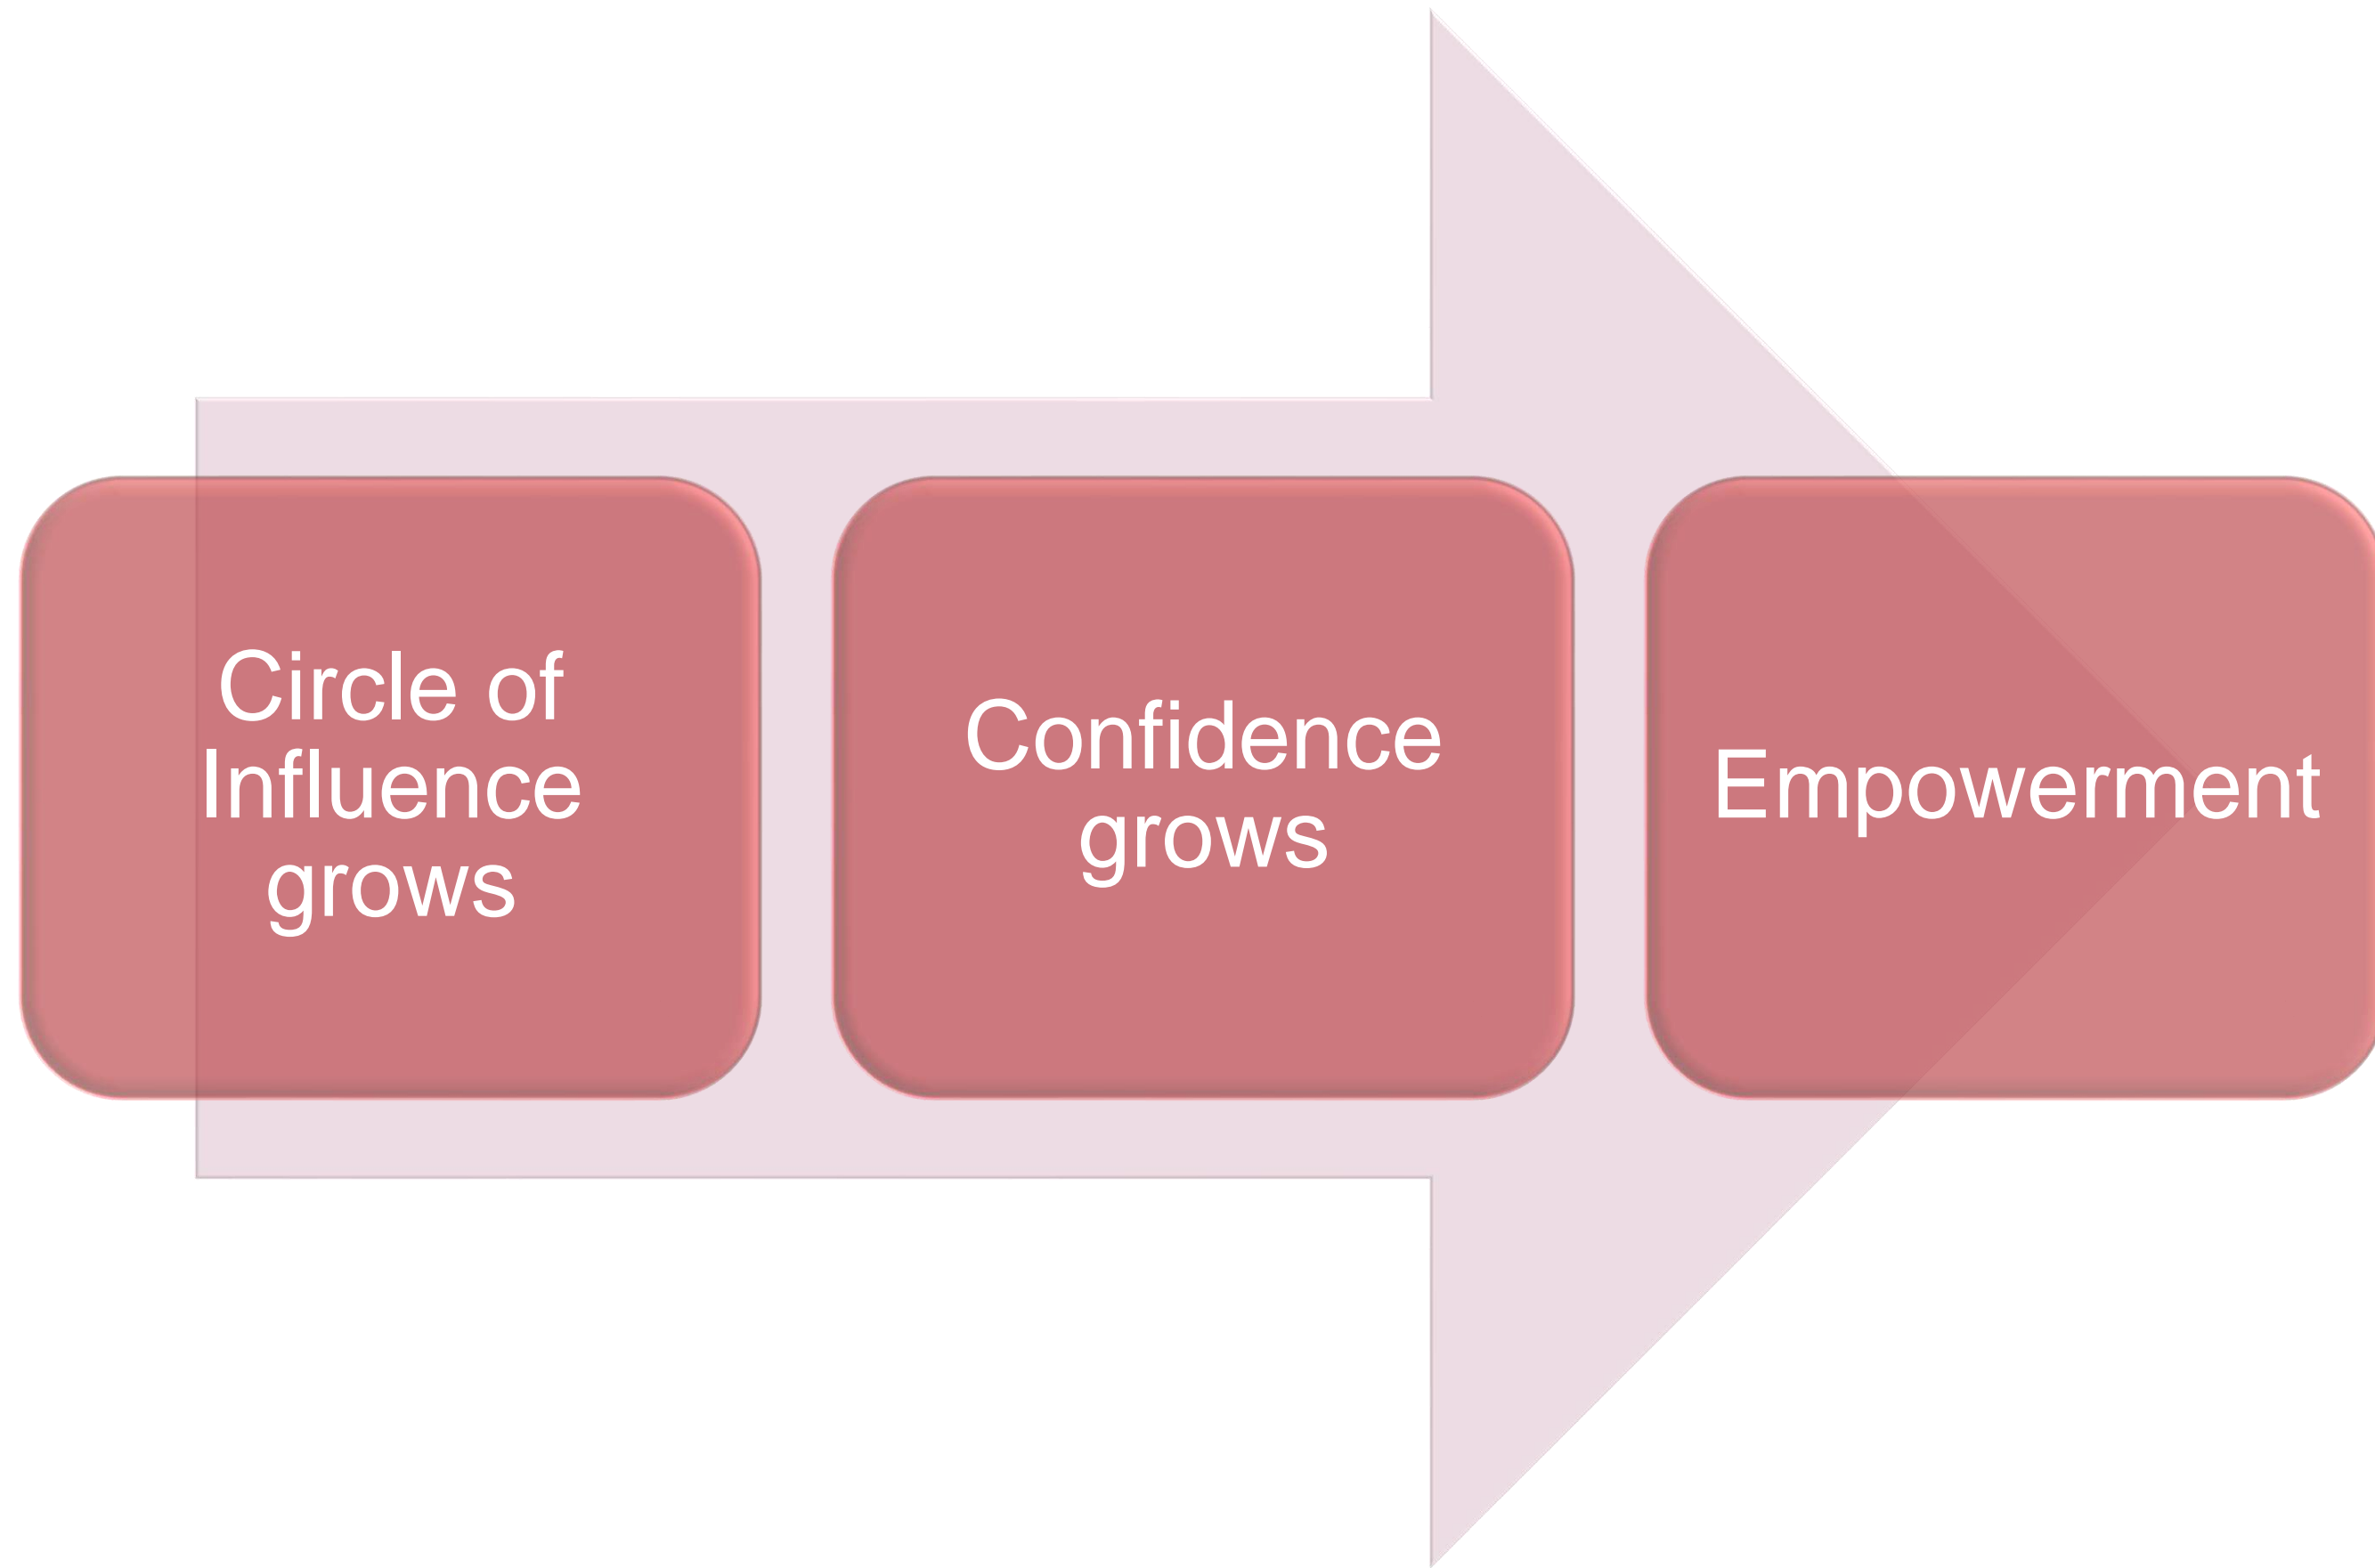 Circle of
Influence
grows
Confidence
grows
Empowerment